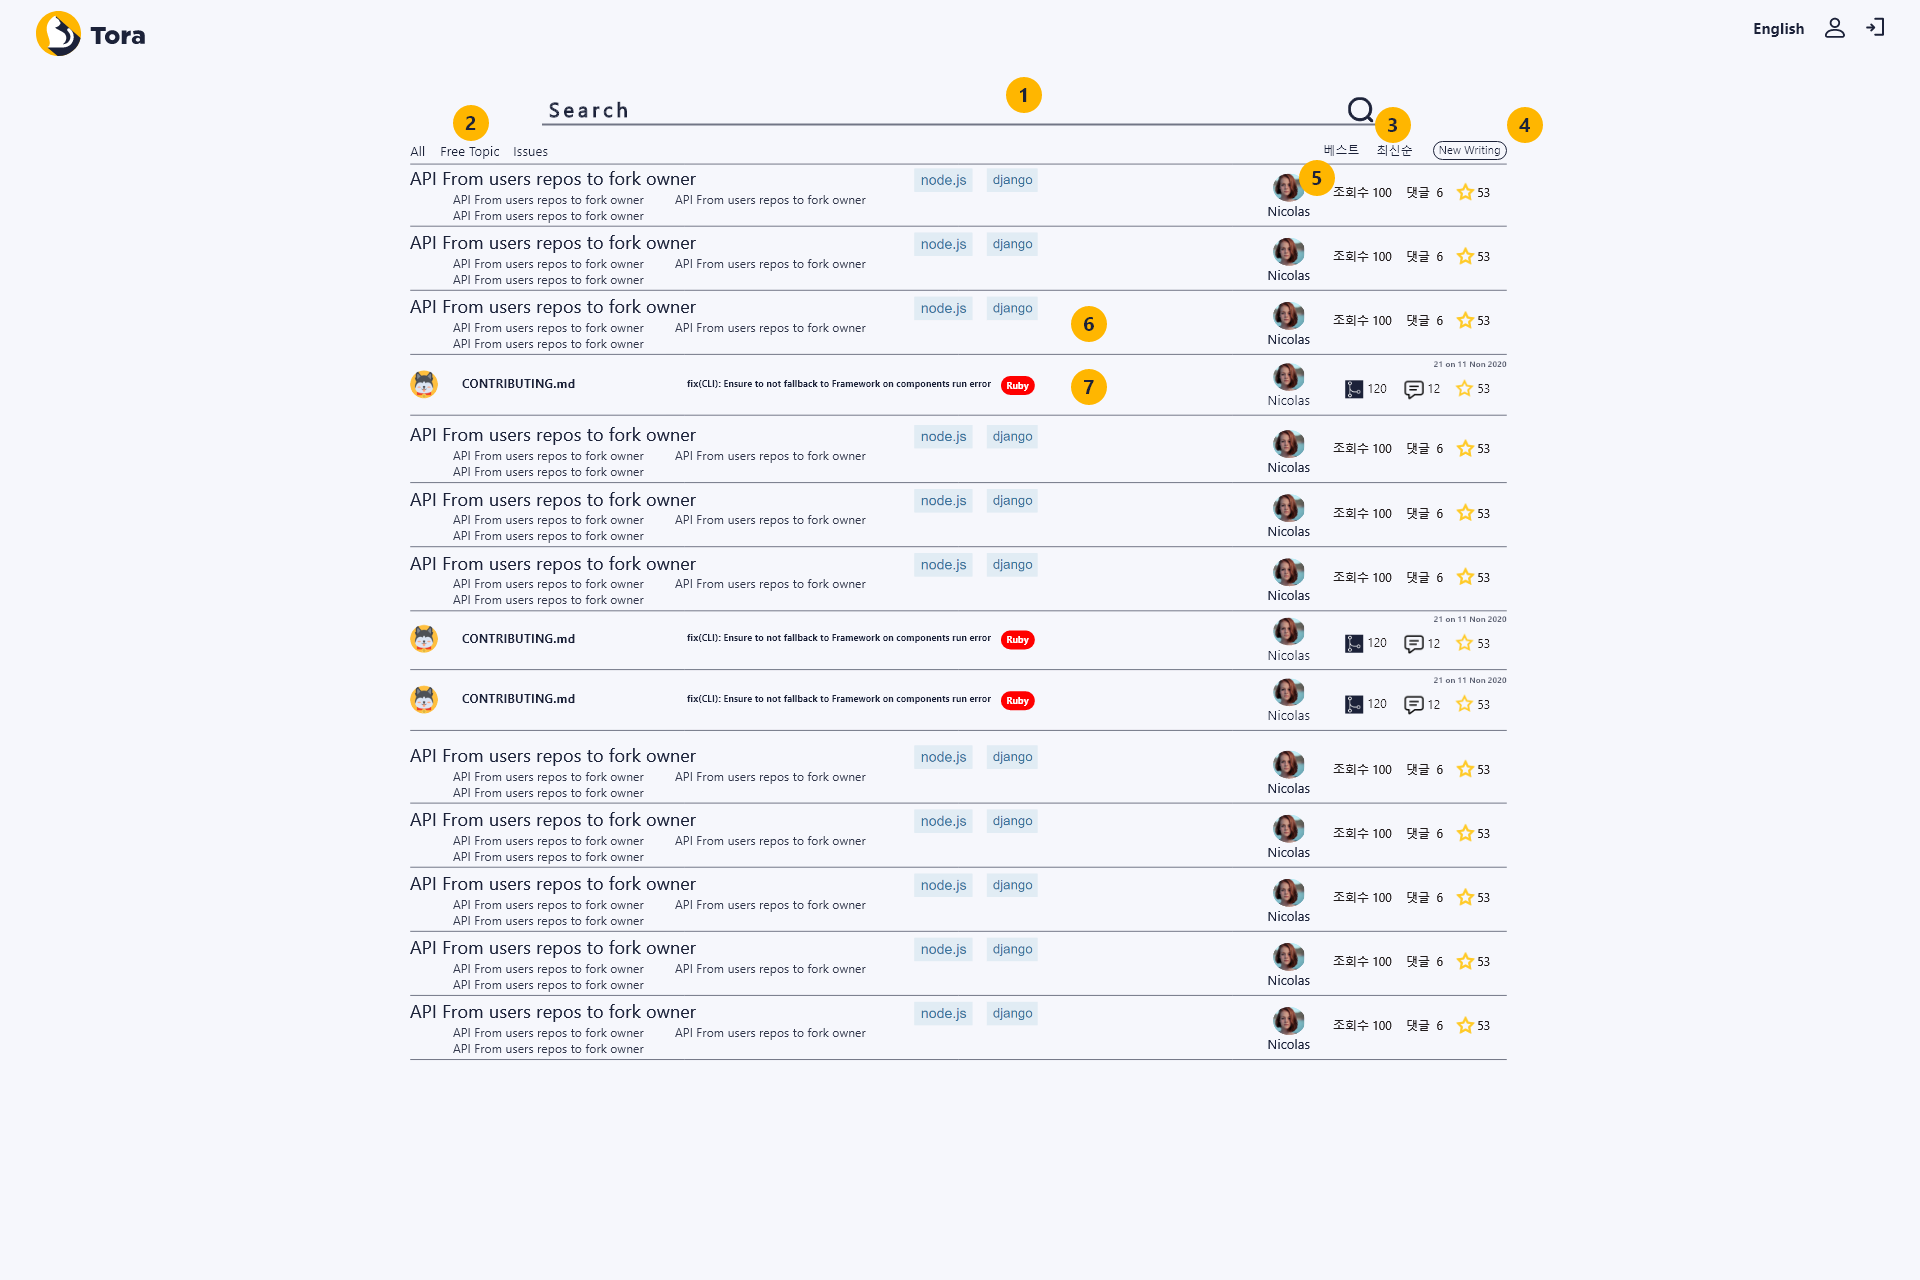 Tora
English
1
Search
2
3
4
All Free Topic Issues
베스트 최신순 New Writing
API From users repos to fork owner node.js django
5
조회수 100 댓글 6 53
API From users repos to fork owner API From users repos to fork owner
API From users repos to fork owner
Nicolas
API From users repos to fork owner node.js django
조회수 100 댓글 6 53
API From users repos to fork owner API From users repos to fork owner
API From users repos to fork owner
Nicolas
API From users repos to fork owner node.js django
6
조회수 100 댓글 6 53
API From users repos to fork owner API From users repos to fork owner
API From users repos to fork owner
Nicolas
21 on 11 Non 2020
CONTRIBUTING.md fix(CLI): Ensure to not fallback to Framework on components run error Ruby
7
120 12 53
Nicolas
API From users repos to fork owner node.js django
조회수 100 댓글 6 53
API From users repos to fork owner API From users repos to fork owner
API From users repos to fork owner
Nicolas
API From users repos to fork owner node.js django
조회수 100 댓글 6 53
API From users repos to fork owner API From users repos to fork owner
API From users repos to fork owner
Nicolas
API From users repos to fork owner node.js django
조회수 100 댓글 6 53
API From users repos to fork owner API From users repos to fork owner
API From users repos to fork owner
Nicolas
21 on 11 Non 2020
CONTRIBUTING.md fix(CLI): Ensure to not fallback to Framework on components run error Ruby
120 12 53
Nicolas
21 on 11 Non 2020
CONTRIBUTING.md fix(CLI): Ensure to not fallback to Framework on components run error Ruby
120 12 53
Nicolas
API From users repos to fork owner node.js django
조회수 100 댓글 6 53
API From users repos to fork owner API From users repos to fork owner
API From users repos to fork owner
Nicolas
API From users repos to fork owner node.js django
조회수 100 댓글 6 53
API From users repos to fork owner API From users repos to fork owner
API From users repos to fork owner
Nicolas
API From users repos to fork owner node.js django
조회수 100 댓글 6 53
API From users repos to fork owner API From users repos to fork owner
API From users repos to fork owner
Nicolas
API From users repos to fork owner node.js django
조회수 100 댓글 6 53
API From users repos to fork owner API From users repos to fork owner
API From users repos to fork owner
Nicolas
API From users repos to fork owner node.js django
조회수 100 댓글 6 53
API From users repos to fork owner API From users repos to fork owner
API From users repos to fork owner
Nicolas